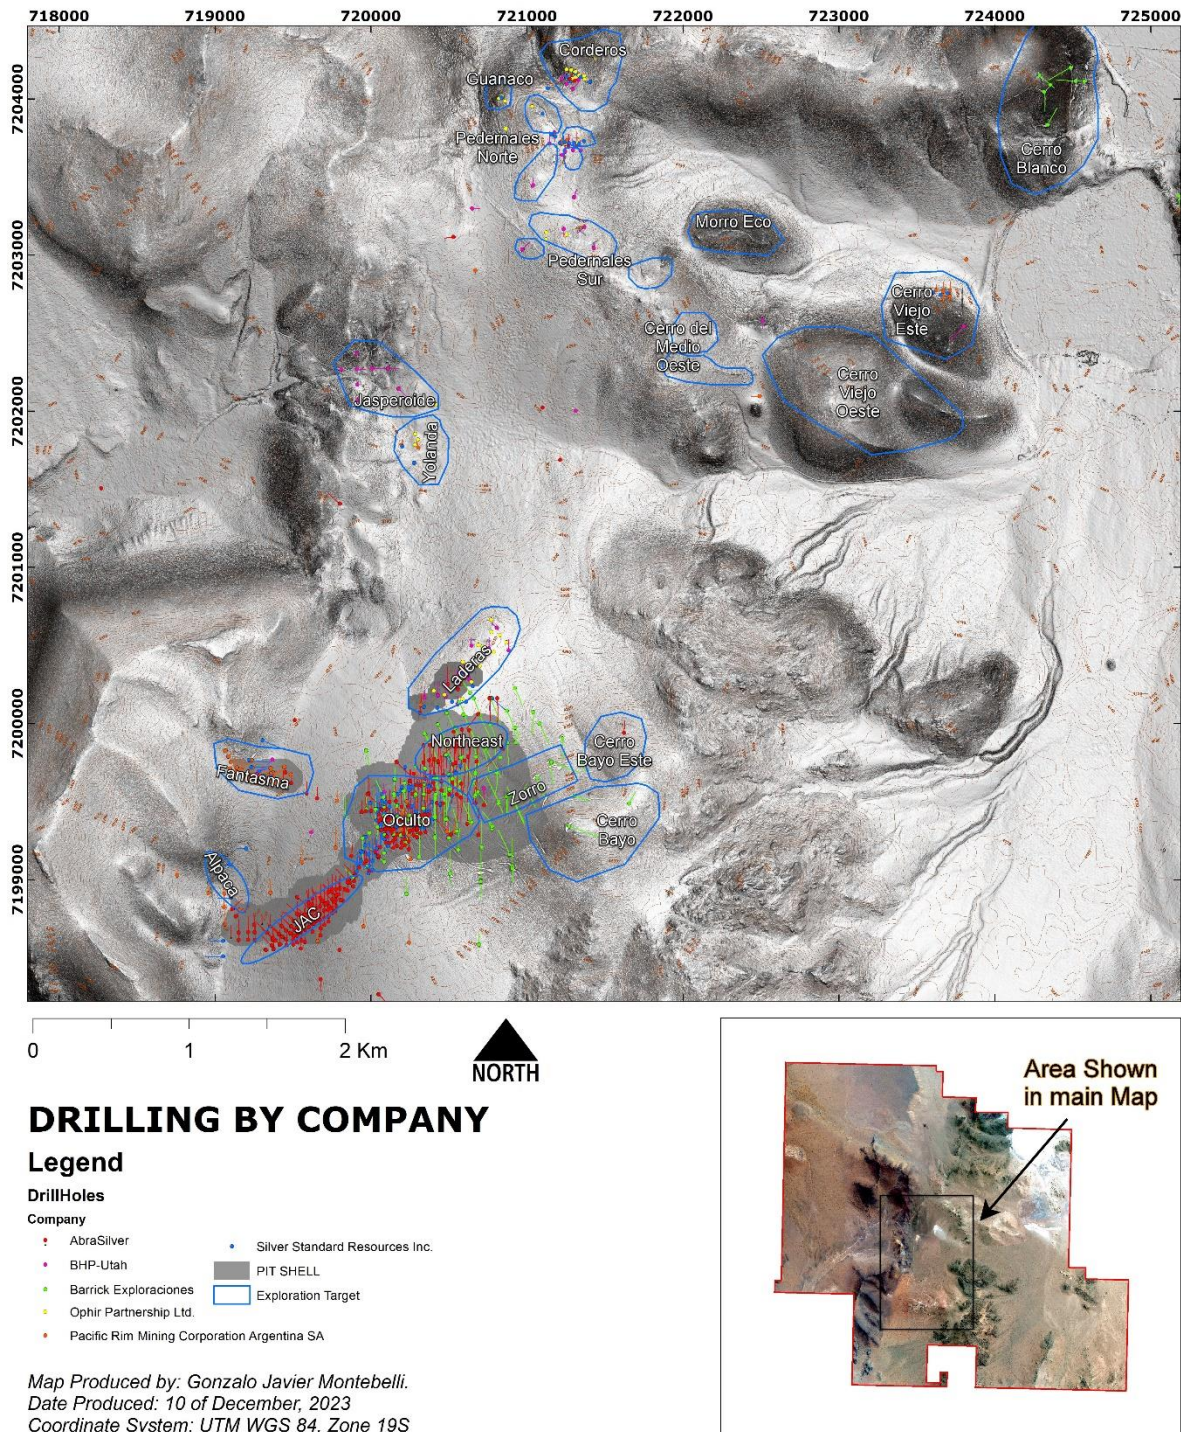 718000 719000 720000 721000 722000 723000 724000 725000
7204000
7203000
7202000
7201000
7200000
7199000
Corderos
Guanaco
Pedernales
Norte
Cerro
Blanco
Morro Eco
Pedernales
Sur
Cerro
Viejo
Este
Cerro del
Medio
Oeste
Cerro
Viejo
Oeste
Jasperoide
Yolanda
Laderas
Northeast
Cerro
Bayo Este
Fantasma
Zorro
Oculto
Cerro
Bayo
Alpaca
JAC
0 1 2 Km
NORTH
Area Shown
in main Map
DRILLING BY COMPANY
Legend
DrillHoles
Company
AbraSilver
BHP-Utah
Barrick Exploraciones
Ophir Partnership Ltd.
Pacific Rim Mining Corporation Argentina SA
Silver Standard Resources Inc.
PIT SHELL
Exploration Target
Map Produced by: Gonzalo Javier Montebelli.
Date Produced: 10 of December, 2023
Coordinate System: UTM WGS 84, Zone 19S